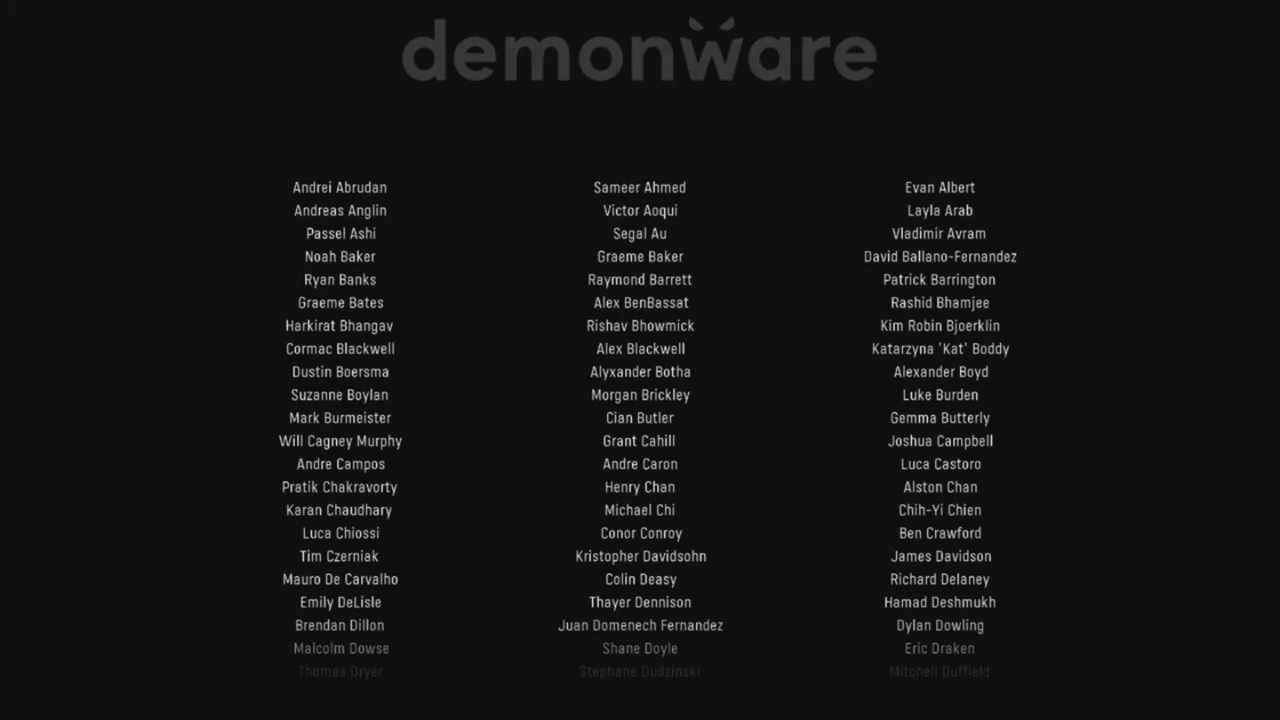 demonware
Andrei Abrudan Sameer Ahmed Evan Albert
Andreas Anglin Victor Aoqui Layla Arab
Passel Ashi Segal Au Vladimir Avram
Noah Baker Graeme Baker David Ballano-Fernandez
Ryan Banks Raymond Barrett Patrick Barrington
Graeme Bates Alex BenBassat Rashid Bhamjee
Harkirat Bhangav Rishav Bhowmick Kim Robin Bjoerklin
Cormac Blackwell Alex Blackwell Katarzyna 'Kat' Boddy
Dustin Boersma Alyxander Botha Alexander Boyd
Suzanne Boylan Morgan Brickley Luke Burden
Mark Burmeister Cian Butler Gemma Butterly
Will Cagney Murphy Grant Cahill Joshua Campbell
Andre Campos Andre Caron Luca Castoro
Pratik Chakravorty Henry Chan Alston Chan
Karan Chaudhary Michael Chi Chih-Yi Chien
Luca Chiossi Conor Conroy Ben Crawford
Tim Czerniak Kristopher Davidsohn James Davidson
Mauro De Carvalho Colin Deasy Richard Delaney
Emily DeLisle Thayer Dennison Hamad Deshmukh
Brendan Dillon Juan Domenech Fernandez Dylan Dowling
Malcolm Dowse Shane Doyle Eric Draken
Thomas Dryer Stephane Dudzinski Mitchell Duffield